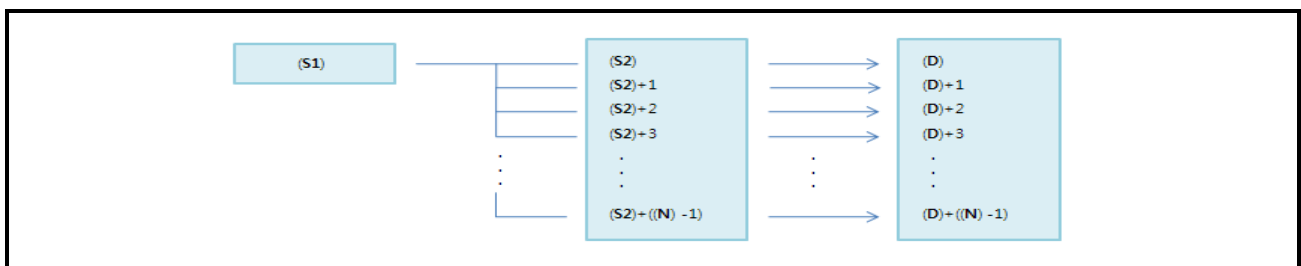 (S1)
(S2)
(S2)+1
(S2)+2
(S2)+3
(S2)+((N) -1)
(D)
(D)+1
(D)+2
(D)+3
(D)+((N) -1)